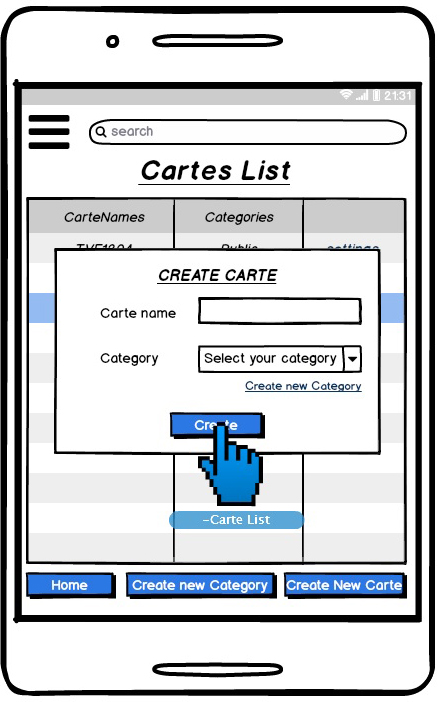 21:31
search
Cartes List
CarteNames Categories
Public settings
CREATE CARTE
Carte name
Category Select your category
Create new Category
Create
-Carte List
Home Create new Category Create New Carte